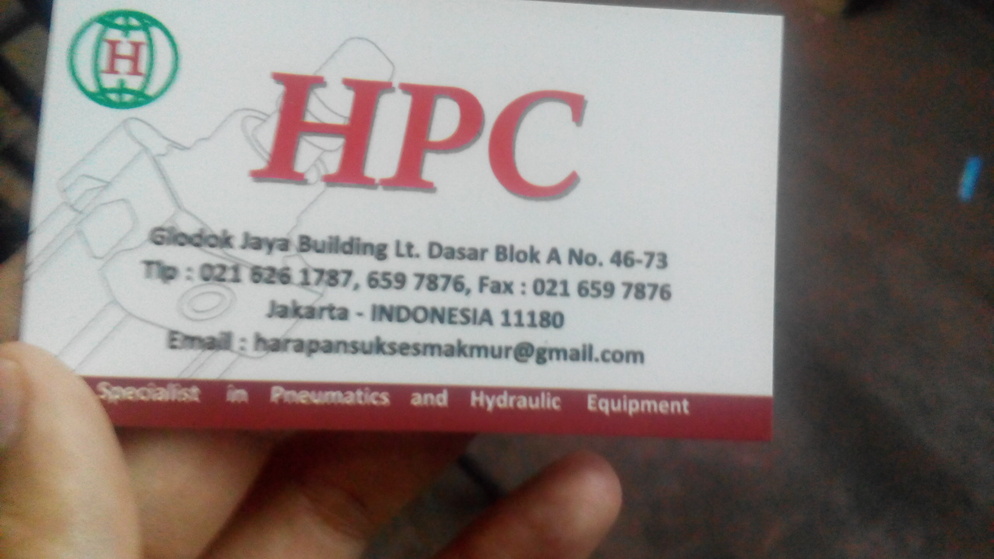 H
HPC
Glodok Jaya Building Lt. Dasar Blok A No. 46-73
Tlp : 021 626 1787, 659 7876, Fax : 021 659 7876
Jakarta - INDONESIA 11180
Email : harapansuksesmakmur@gmail.com
Specialist in Pneumatics and Hydraulic Equipment